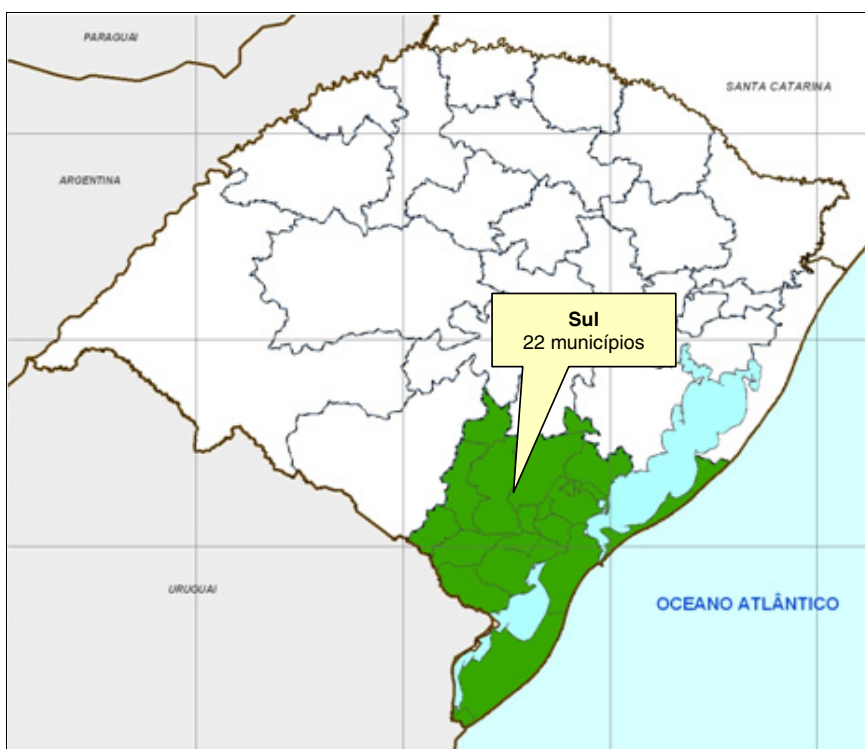 PARAGUAI
SANTA CATARINA
ARGENTINA
Sul
22 municípios
URUGUAI
OCEANO ATLÂNTICO